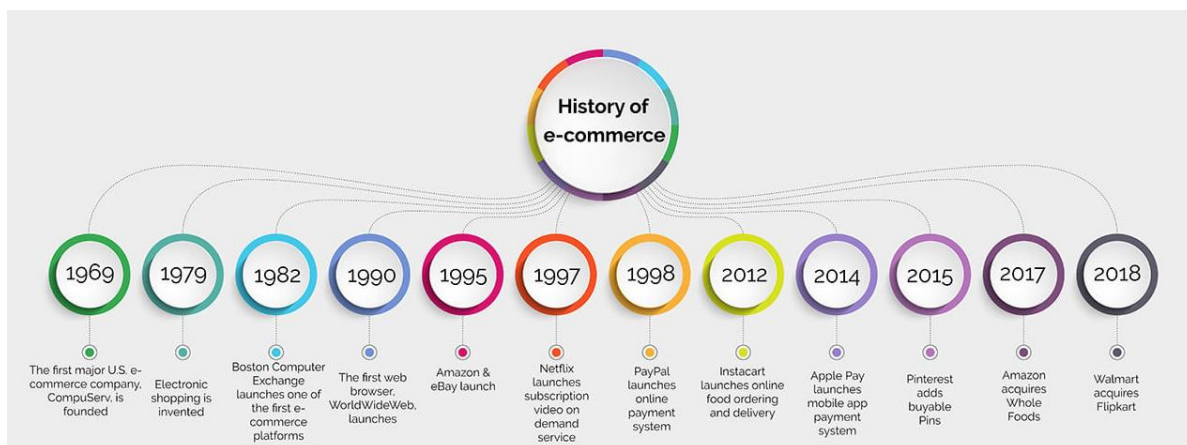 History of
e-commerce
1969
1979
1982
1990
1995
1997
1998
2012
2014
2015
2017
2018
The first major U.S. e-
commerce company,
CompuServ, is
founded
Electronic
shopping is
invented
Boston Computer
Exchange
launches one of
the first e-
commerce
platforms
The first web
browser,
WorldWideWeb,
launches
Amazon &
eBay launch
Netflix
launches
subscription
video on
demand
service
PayPal
launches
online
payment
system
Instacart
launches online
food ordering
and delivery
Apple Pay
launches
mobile app
payment
system
Pinterest
adds
buyable
Pins
Amazon
acquires
Whole
Foods
Walmart
acquires
Flipkart